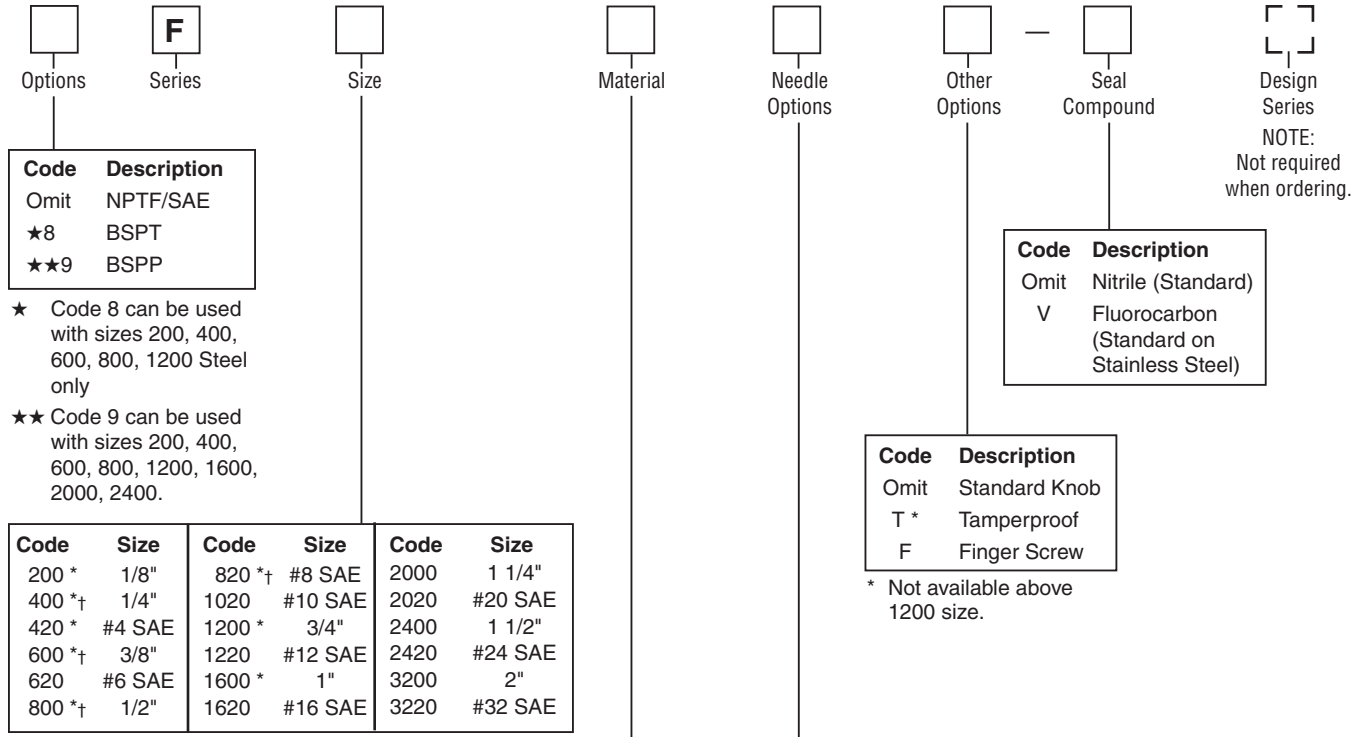 F
—
Options
Series
Size
Material
Needle
Options
Other
Options
Seal
Compound
Design
Series
NOTE:
Not required
when ordering.
Code Description
Omit NPTF/SAE
★8 BSPT
★★9 BSPP
★ Code 8 can be used
with sizes 200, 400,
600, 800, 1200 Steel
only
★★ Code 9 can be used
with sizes 200, 400,
600, 800, 1200, 1600,
2000, 2400.
Code Description
Omit Nitrile (Standard)
V Fluorocarbon
(Standard on
Stainless Steel)
Code Description
Omit Standard Knob
T * Tamperproof
F Finger Screw
* Not available above
1200 size.
Code Size Code Size Code Size
200 * 1/8" 820 *† #8 SAE 2000 1 1/4"
400 *† 1/4" 1020 #10 SAE 2020 #20 SAE
420 * #4 SAE 1200 * 3/4" 2400 1 1/2"
600 *† 3/8" 1220 #12 SAE 2420 #24 SAE
620 #6 SAE 1600 * 1" 3200 2"
800 *† 1/2" 1620 #16 SAE 3220 #32 SAE